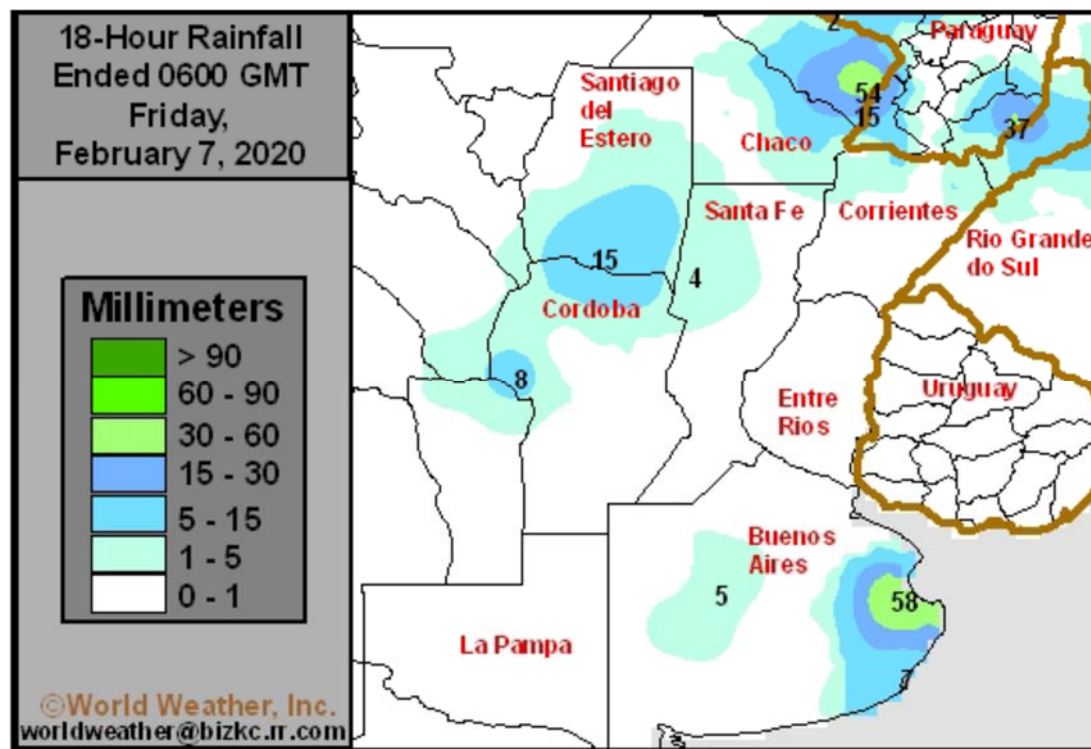 18-Hour Rainfall
Ended 0600 GMT
Friday,
February 7, 2020
Millimeters
> 90
60 - 90
30 - 60
15 - 30
5 - 15
1 - 5
0 - 1
©World Weather, Inc.
worldweather@bizkc.rr.com
2
Paraguay
Santiago
del
Estero
54
15
37
Chaco
Santa Fe
Corrientes
Rio Grande
do Sul
15
4
Cordoba
8
Entre
Rios
Uruguay
Buenos
Aires
5
58
La Pampa
7